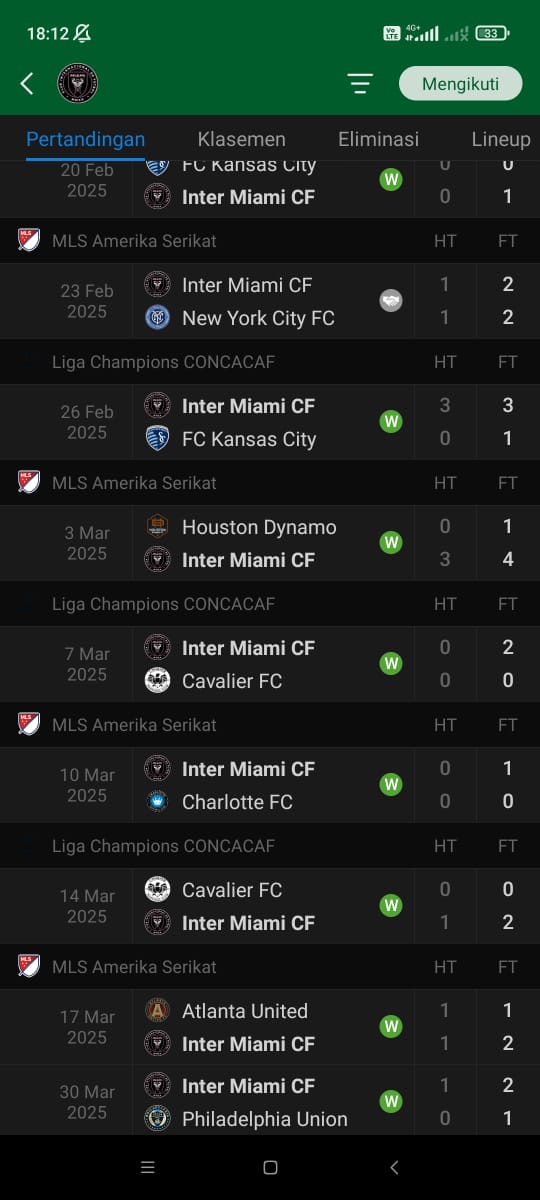 18:12 Vo LTE 4G+ 33
Mengikuti
Pertandingan Klasemen Eliminasi Lineup
20 Feb 2025 FC Kansas City 0 0
Inter Miami CF W 0 1
MLS Amerika Serikat HT FT
23 Feb 2025 Inter Miami CF 1 2
New York City FC 1 2
Liga Champions CONCACAF HT FT
26 Feb 2025 Inter Miami CF W 3 3
FC Kansas City 0 1
MLS Amerika Serikat HT FT
3 Mar 2025 Houston Dynamo W 0 1
Inter Miami CF 3 4
Liga Champions CONCACAF HT FT
7 Mar 2025 Inter Miami CF W 0 2
Cavalier FC 0 0
MLS Amerika Serikat HT FT
10 Mar 2025 Inter Miami CF W 0 1
Charlotte FC 0 0
Liga Champions CONCACAF HT FT
14 Mar 2025 Cavalier FC W 0 0
Inter Miami CF 1 2
MLS Amerika Serikat HT FT
17 Mar 2025 Atlanta United W 1 1
Inter Miami CF 1 2
30 Mar 2025 Inter Miami CF W 1 2
Philadelphia Union 0 1